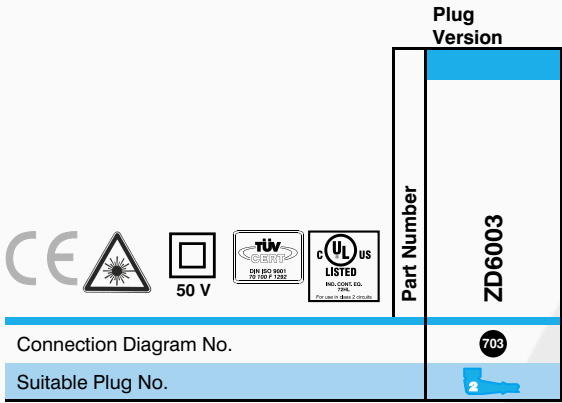 Plug
Version
Part Number
ZD6003
CE
50 V
TÜV
CERT
DIN ISO 9001
70 100 F 1292
C UL US
LISTED
IND. CONT. EQ.
72HL
For use in class 2 circuits
Connection Diagram No.
703
Suitable Plug No.
2